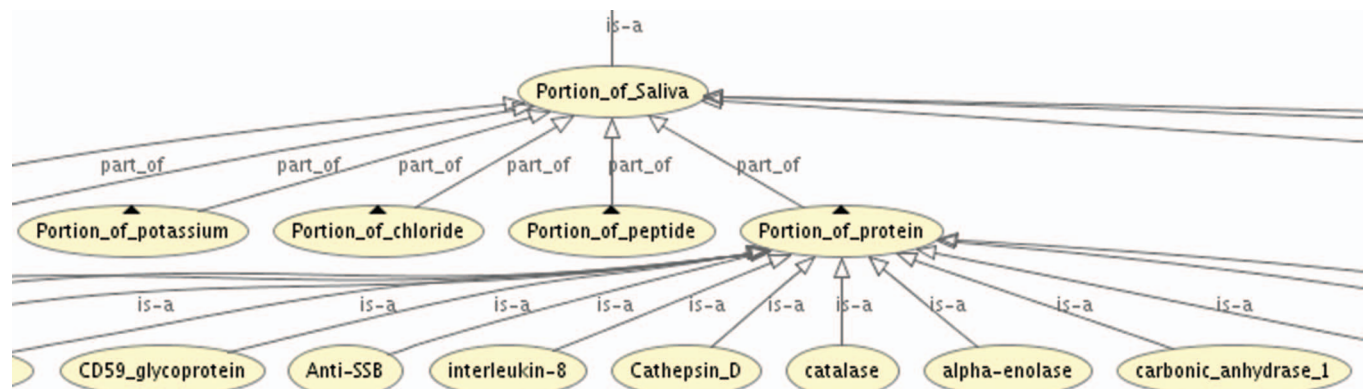 is-a
Portion_of_Saliva
part_of part_of part_of part_of part_of part_of
Portion_of_potassium Portion_of_chloride Portion_of_peptide Portion_of_protein
is-a is-a is-a is-a is-a is-a is-a is-a is-a is-a
CD59_glycoprotein Anti-SSB interleukin-8 Cathepsin_D catalase alpha-enolase carbonic_anhydrase_1